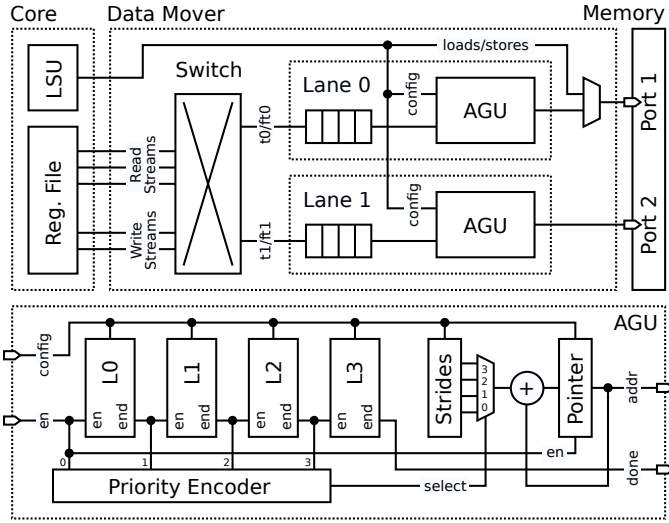 Core
Data Mover
Memory
LSU
Switch
loads/stores
Lane 0
config
AGU
Port 1
t0/ft0
Reg. File
Read
Streams
Write
Streams
Lane 1
config
AGU
Port 2
t1/ft1
AGU
config
L0
L1
L2
L3
Strides
3
2
1
0
+
Pointer
addr
en
en
end
en
end
en
end
en
end
0
1
2
3
en
done
Priority Encoder
select